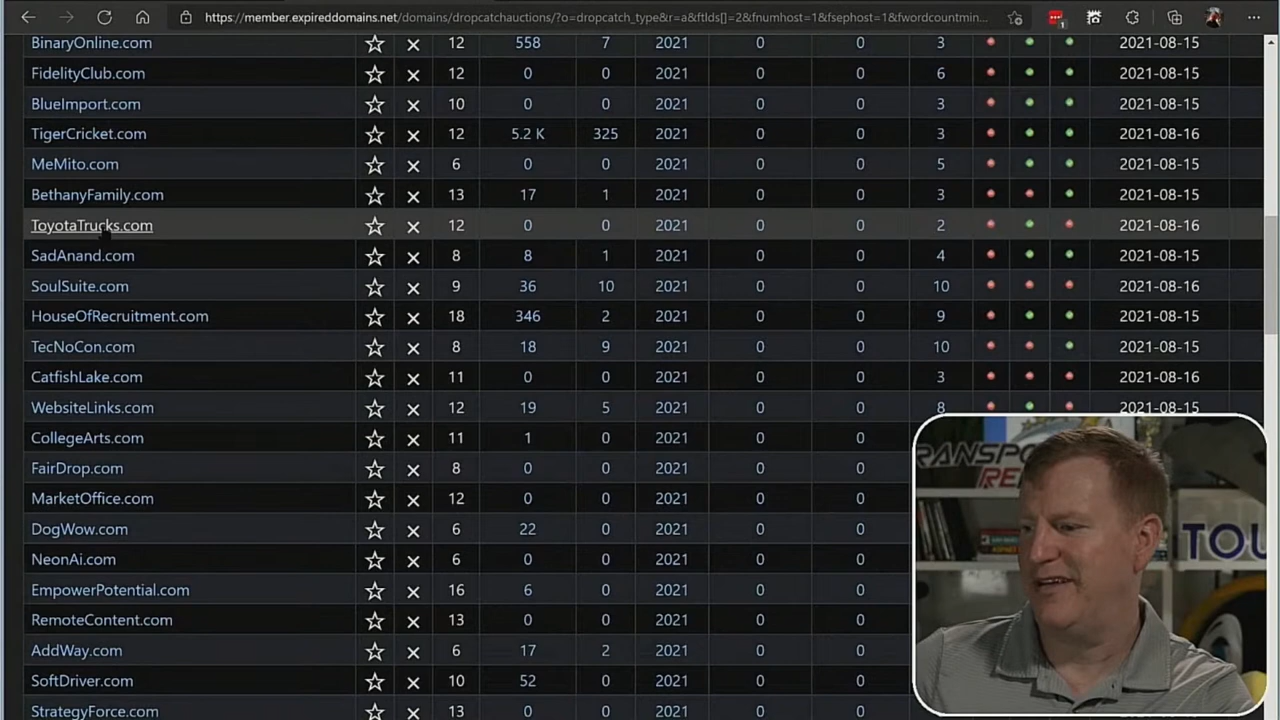 https://member.expireddomains.net/domains/dropcatchauctions/?o=dropcatch_type&r=a&ftlds[]=2&fnumhost=1&fsephost=1&fwordcountmin...
1
BinaryOnline.com 12 558 7 2021 0 0 3 2021-08-15
FidelityClub.com 12 0 0 2021 0 0 6 2021-08-15
BlueImport.com 10 0 0 2021 0 0 3 2021-08-15
TigerCricket.com 12 5.2 K 325 2021 0 0 3 2021-08-16
MeMito.com 6 0 0 2021 0 0 5 2021-08-15
BethanyFamily.com 13 17 1 2021 0 0 3 2021-08-15
ToyotaTrucks.com 12 0 0 2021 0 0 2 2021-08-16
SadAnand.com 8 8 1 2021 0 0 4 2021-08-15
SoulSuite.com 9 36 10 2021 0 0 10 2021-08-16
HouseOfRecruitment.com 18 346 2 2021 0 0 9 2021-08-15
TecNoCon.com 8 18 9 2021 0 0 10 2021-08-15
CatfishLake.com 11 0 0 2021 0 0 3 2021-08-16
WebsiteLinks.com 12 19 5 2021 0 0 8 2021-08-15
CollegeArts.com 11 1 0 2021 0 0
FairDrop.com 8 0 0 2021 0 0
MarketOffice.com 12 0 0 2021 0 0
DogWow.com 6 22 0 2021 0 0
NeonAi.com 6 0 0 2021 0 0
EmpowerPotential.com 16 6 0 2021 0 0
RemoteContent.com 13 0 0 2021 0 0
AddWay.com 6 17 2 2021 0 0
SoftDriver.com 10 52 0 2021 0 0
StrategyForce.com 13 0 0 2021 0 0
RANSPO
RE
TOU